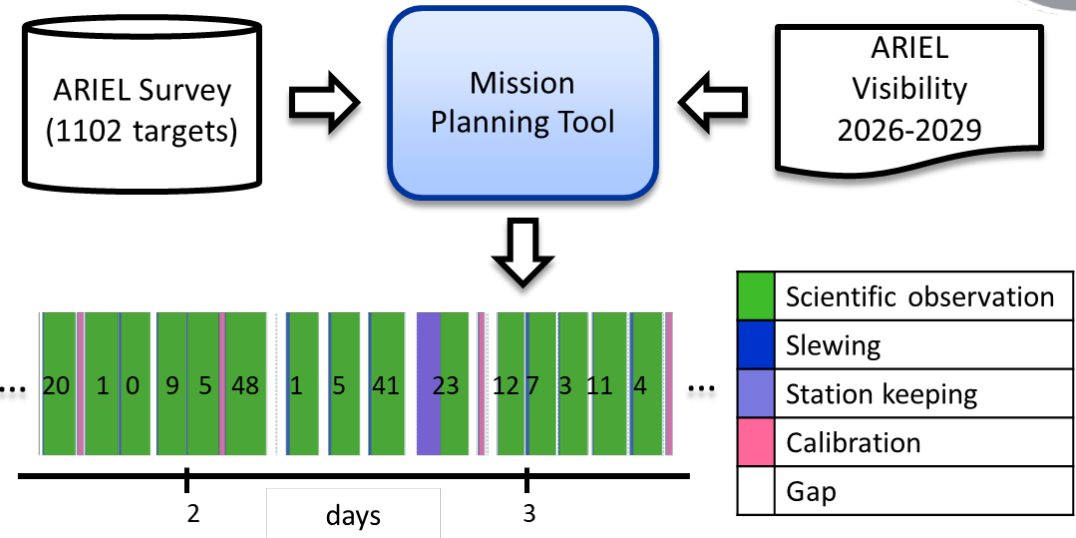 ARIEL Survey
(1102 targets)
Mission
Planning Tool
ARIEL
Visibility
2026-2029
... 20 1 0 9 5 48 1 5 41 23 12 7 3 11 4 ...
2 days 3
Scientific observation
Slewing
Station keeping
Calibration
Gap